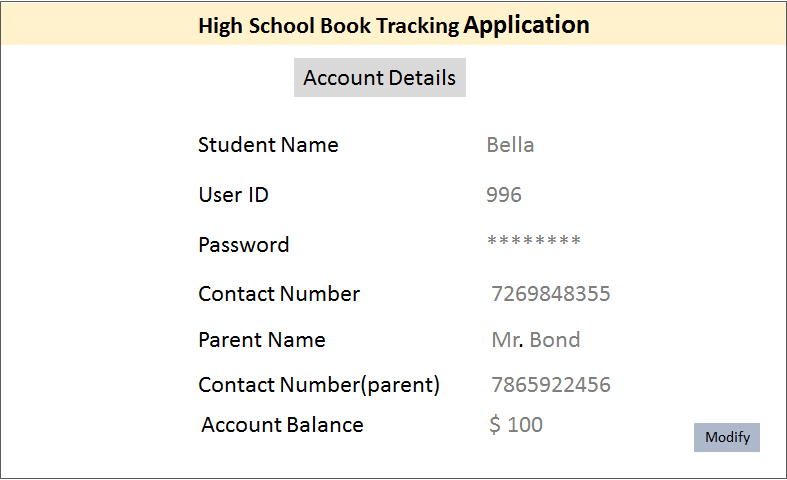 High School Book Tracking Application
Account Details
Student Name Bella
User ID 996
Password ********
Contact Number 7269848355
Parent Name Mr. Bond
Contact Number(parent) 7865922456
Account Balance $ 100
Modify